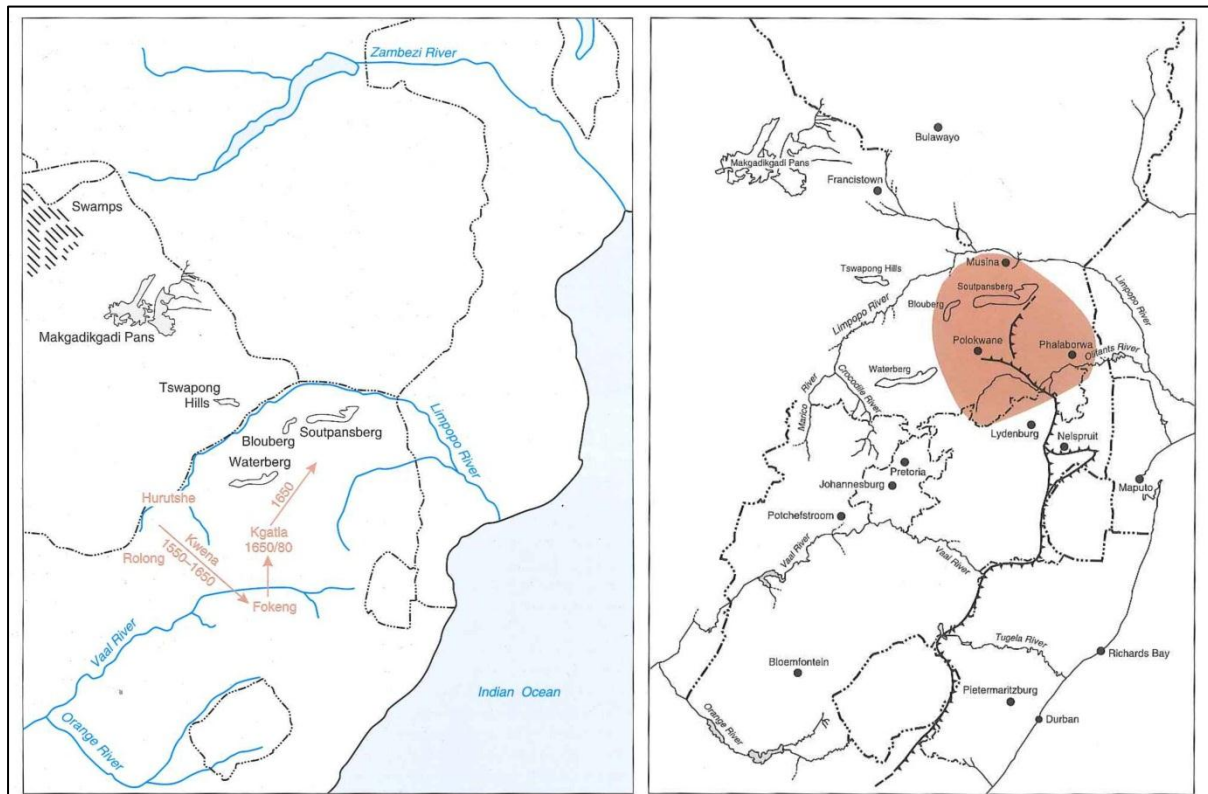 Zambezi River
Swamps
Makgadikgadi Pans
Tswapong
Hills
Limpopo River
Blouberg
Soutpansberg
Waterberg
1650
Hurutshe
Kgatla
1650/80
Kwena
1550–1650
Rolong
Fokeng
Vaal River
Orange River
Indian Ocean
Bulawayo
Makgadikgadi Pans
Francistown
Musina
Tswapong Hills
Soutpansberg
Blouberg
Limpopo River
Limpopo River
Polokwane
Phalaborwa
Olifants River
Waterberg
Marico River
Crocodile River
Lydenburg
Nelspruit
Pretoria
Johannesburg
Maputo
Potchefstroom
Vaal River
Vaal River
Tugela River
Richards Bay
Bloemfontein
Pietermaritzburg
Durban
Orange River